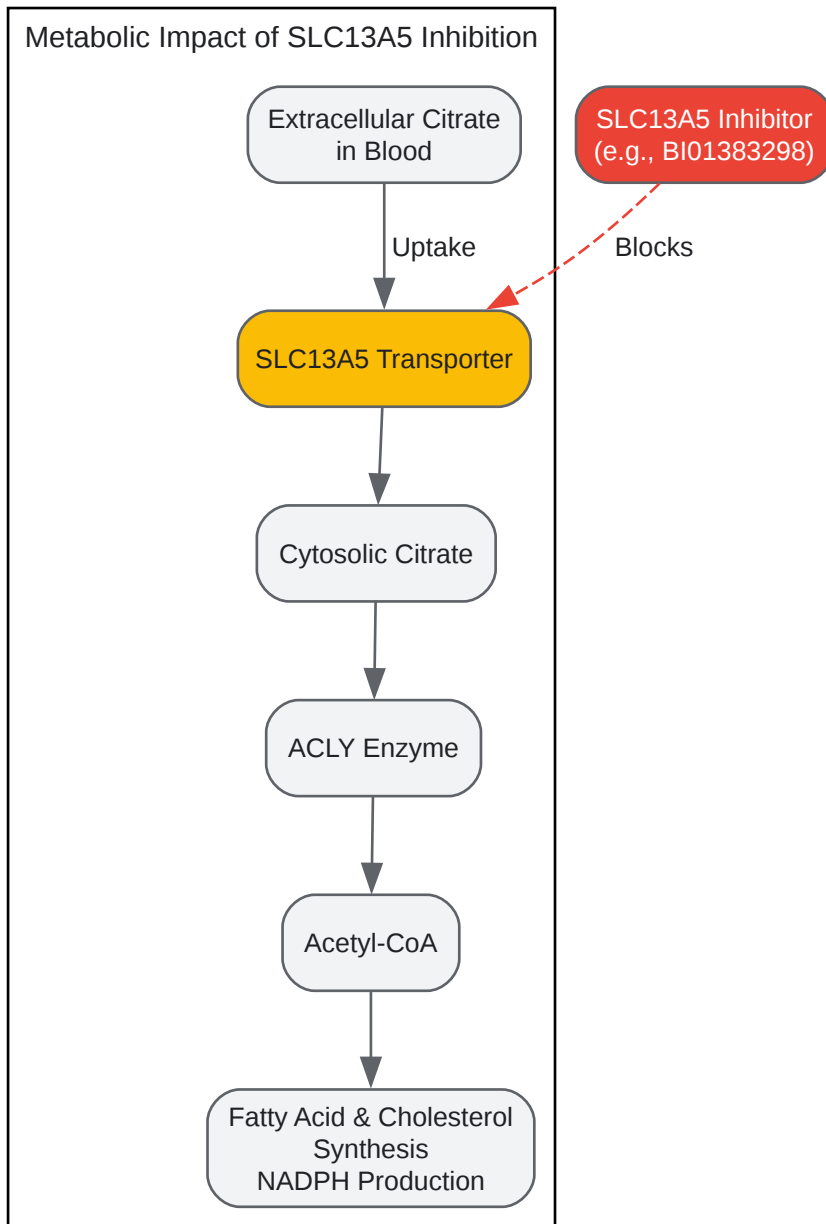 Metabolic Impact of SLC13A5 Inhibition
Extracellular Citrate
in Blood
SLC13A5 Inhibitor
(e.g., BI01383298)
Uptake
Blocks
SLC13A5 Transporter
Cytosolic Citrate
ACLY Enzyme
Acetyl-CoA
Fatty Acid & Cholesterol
Synthesis
NADPH Production